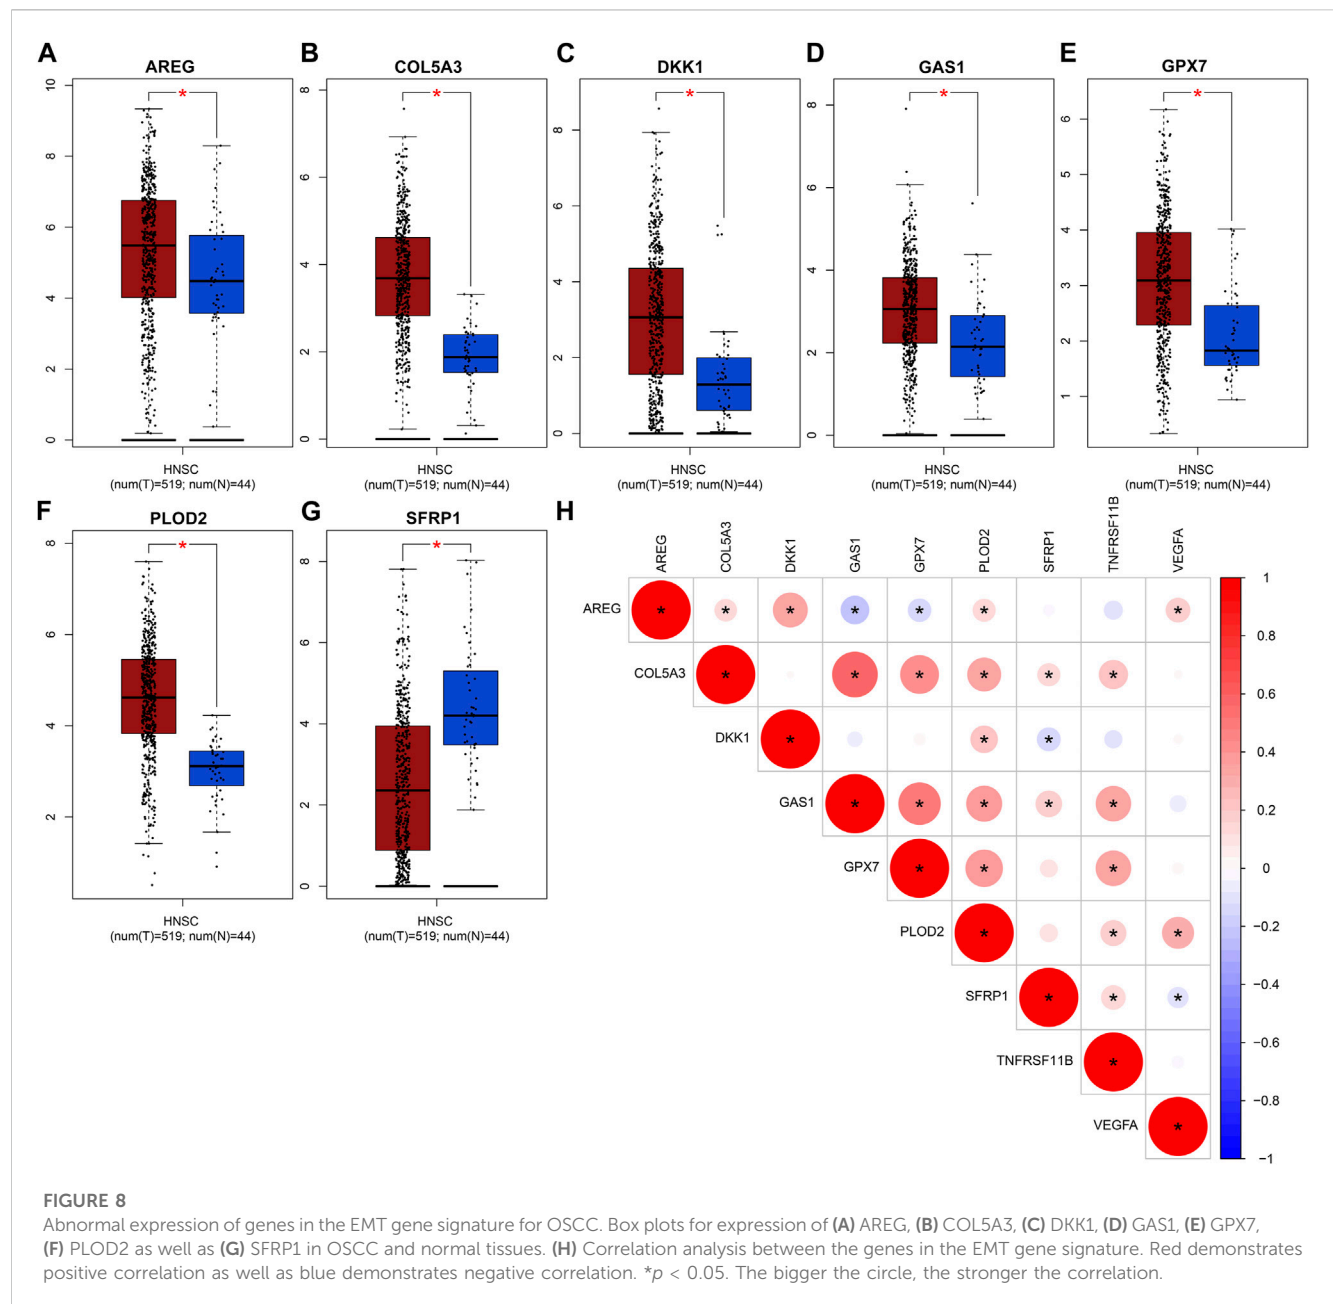 A
AREG
*
10
8
6
4
2
0
HNSC
(num(T)=519; num(N)=44)
B
COL5A3
*
8
6
4
2
0
HNSC
(num(T)=519; num(N)=44)
C
DKK1
*
8
6
4
2
0
HNSC
(num(T)=519; num(N)=44)
D
GAS1
*
8
6
4
2
0
HNSC
(num(T)=519; num(N)=44)
E
GPX7
*
6
5
4
3
2
1
HNSC
(num(T)=519; num(N)=44)
F
PLOD2
*
8
6
4
2
HNSC
(num(T)=519; num(N)=44)
G
SFRP1
*
8
6
4
2
0
HNSC
(num(T)=519; num(N)=44)
H
AREG
COL5A3
DKK1
GAS1
GPX7
PLOD2
SFRP1
TNFRSF11B
VEGFA
AREG * * * * * * *
COL5A3 * * * * * *
DKK1 * * *
GAS1 * * * * *
GPX7 * * *
PLOD2 * * *
SFRP1 * * *
TNFRSF11B *
VEGFA *
1
0.8
0.6
0.4
0.2
0
−0.2
−0.4
−0.6
−0.8
−1
FIGURE 8
Abnormal expression of genes in the EMT gene signature for OSCC. Box plots for expression of (A) AREG, (B) COL5A3, (C) DKK1, (D) GAS1, (E) GPX7,
(F) PLOD2 as well as (G) SFRP1 in OSCC and normal tissues. (H) Correlation analysis between the genes in the EMT gene signature. Red demonstrates
positive correlation as well as blue demonstrates negative correlation. *p < 0.05. The bigger the circle, the stronger the correlation.